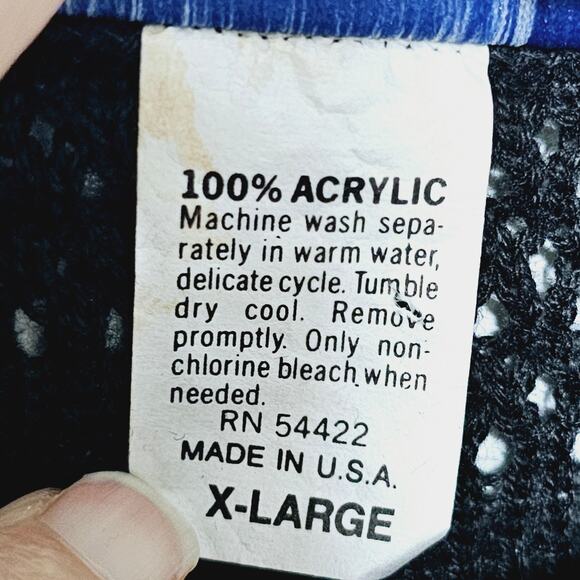 100% ACRYLIC
Machine wash sepa-
rately in warm water,
delicate cycle. Tumble
dry cool. Remove
promptly. Only non-
chlorine bleach when
needed.
RN 54422
MADE IN U.S.A.
X-LARGE